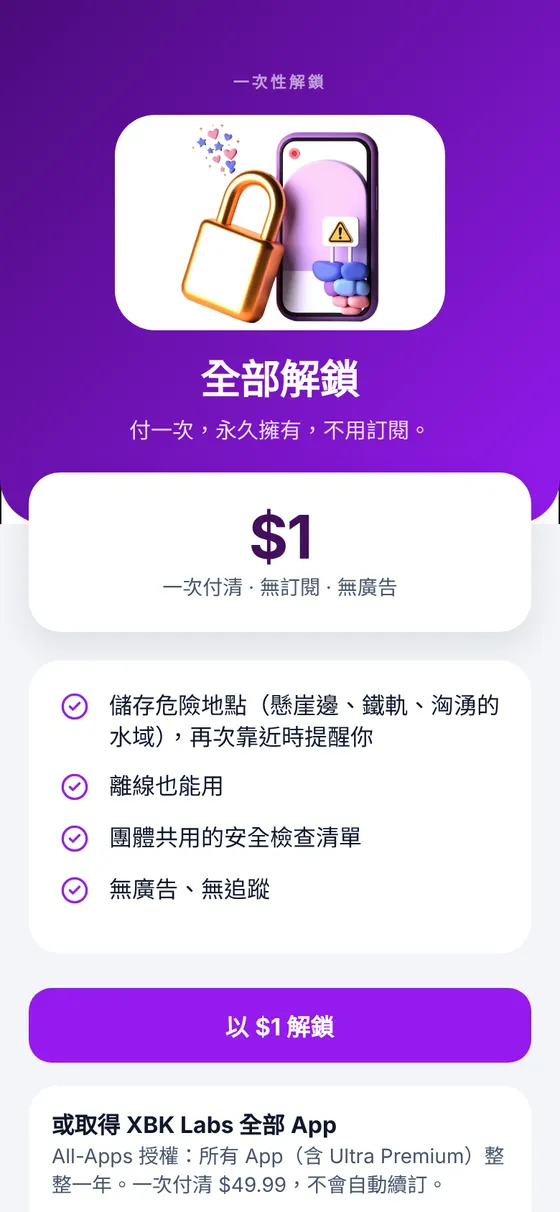 一次性解鎖
全部解鎖
付一次，永久擁有，不用訂閱。
$1
一次付清 · 無訂閱 · 無廣告
儲存危險地點（懸崖邊、鐵軌、洶湧的
水域），再次靠近時提醒你
離線也能用
團體共用的安全檢查清單
無廣告、無追蹤
以 $1 解鎖
或取得 XBK Labs 全部 App
All-Apps 授權：所有 App（含 Ultra Premium）整
整一年。一次付清 $49.99，不會自動續訂。